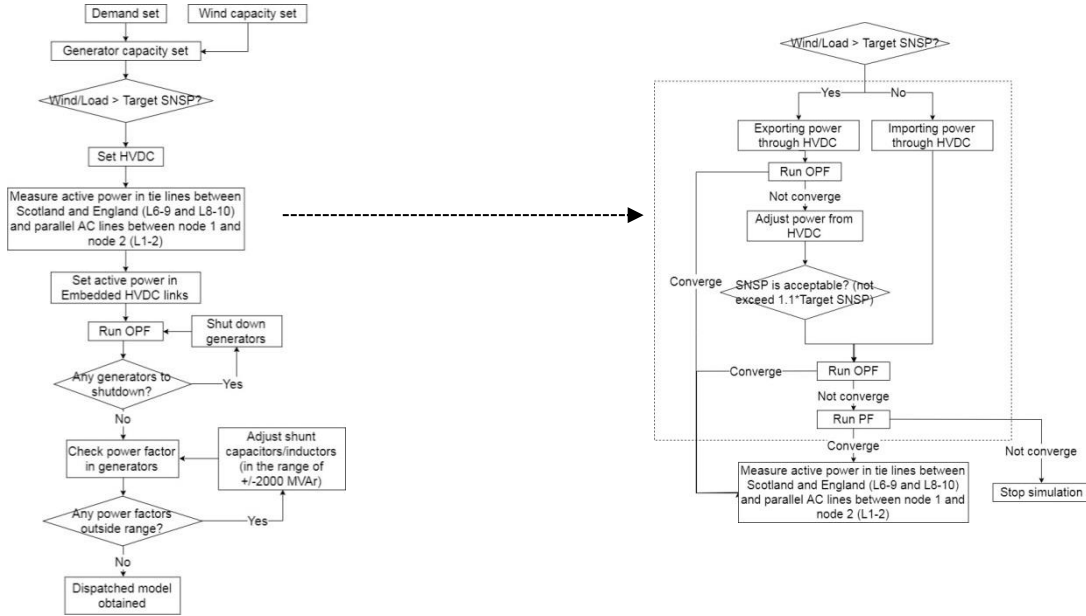 Demand set
Wind capacity set
Generator capacity set
Wind/Load > Target SNSP?
Set HVDC
Measure active power in tie lines between
Scotland and England (L6-9 and L8-10)
and parallel AC lines between node 1 and
node 2 (L1-2)
Set active power in
Embedded HVDC links
Run OPF
Shut down
generators
Any generators to
shutdown?
Yes
No
Check power factor
in generators
Adjust shunt
capacitors/inductors
(in the range of
+/-2000 MVAr)
Any power factors
outside range?
Yes
No
Dispatched model
obtained
Wind/Load > Target SNSP?
Yes
No
Exporting power
through HVDC
Importing power
through HVDC
Run OPF
Not converge
Adjust power from
HVDC
Converge
SNSP is acceptable? (not
exceed 1.1*Target SNSP)
Converge
Run OPF
Not converge
Run PF
Converge
Not converge
Measure active power in tie lines between
Scotland and England (L6-9 and L8-10)
and parallel AC lines between node 1 and
node 2 (L1-2)
Stop simulation